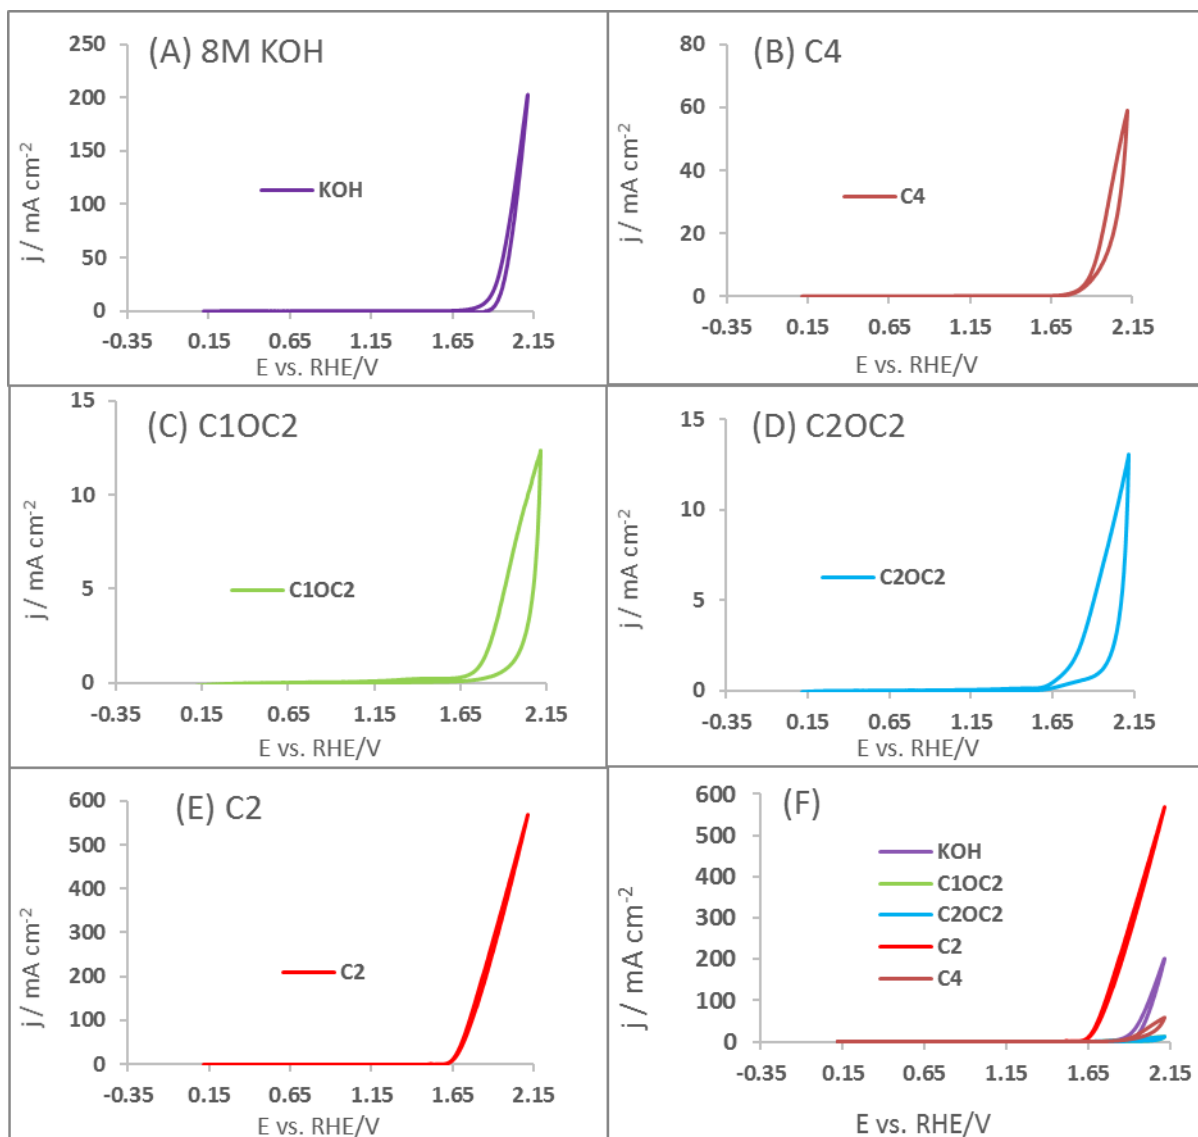 (A) 8M KOH
250
200
150
100
50
0
j / mA cm-2
KOH
-0.35 0.15 0.65 1.15 1.65 2.15
E vs. RHE/V
(B) C4
80
60
40
20
0
j / mA cm-2
C4
-0.35 0.15 0.65 1.15 1.65 2.15
E vs. RHE/V
(C) C1OC2
15
10
5
0
j / mA cm-2
C1OC2
-0.35 0.15 0.65 1.15 1.65 2.15
E vs. RHE/V
(D) C2OC2
15
10
5
0
j / mA cm-2
C2OC2
-0.35 0.15 0.65 1.15 1.65 2.15
E vs. RHE/V
(E) C2
600
500
400
300
200
100
0
j / mA cm-2
C2
-0.35 0.15 0.65 1.15 1.65 2.15
E vs. RHE/V
(F)
600
500
400
300
200
100
0
j / mA cm-2
KOH
C1OC2
C2OC2
C2
C4
-0.35 0.15 0.65 1.15 1.65 2.15
E vs. RHE/V